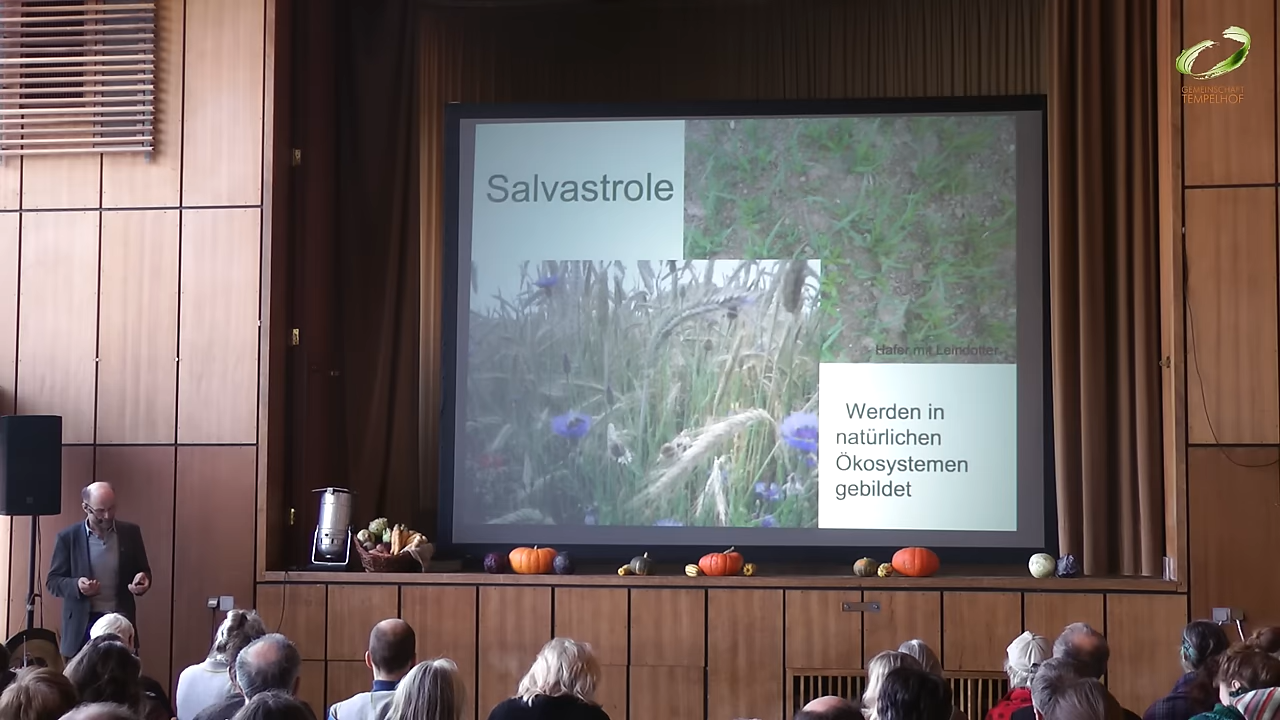 GEMEINSCHAFT
TEMPELHOF
Salvastrole
Hafer mit Leindotter
Werden in
natürlichen
Ökosystemen
gebildet